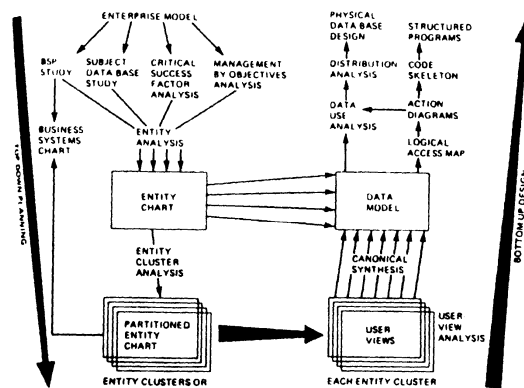 ENTERPRISE MODEL
BSP
STUDY
SUBJECT
DATA BASE
STUDY
CRITICAL
SUCCESS
FACTOR
ANALYSIS
MANAGEMENT
BY OBJECTIVES
ANALYSIS
BUSINESS
SYSTEMS
CHART
ENTITY
ANALYSIS
ENTITY
CHART
ENTITY
CLUSTER
ANALYSIS
PARTITIONED
ENTITY
CHART
ENTITY CLUSTERS OR
TOP DOWN PLANNING
PHYSICAL
DATA BASE
DESIGN
STRUCTURED
PROGRAMS
DISTRIBUTION
ANALYSIS
CODE
SKELETON
DATA
USE
ANALYSIS
ACTION
DIAGRAMS
LOGICAL
ACCESS MAP
DATA
MODEL
CANONICAL
SYNTHESIS
USER
VIEWS
USER
VIEW
ANALYSIS
EACH ENTITY CLUSTER
BOTTOM UP DESIGN